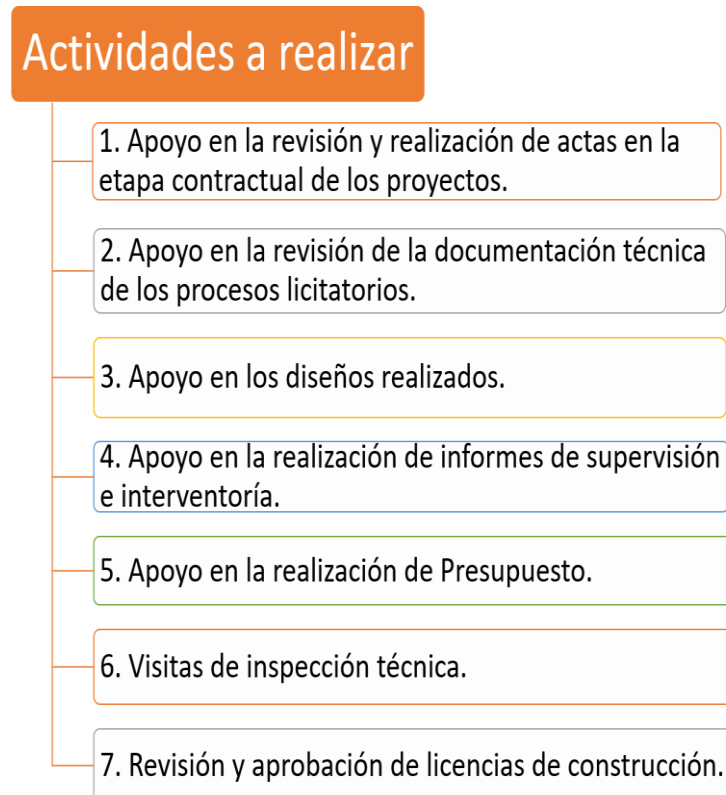 Actividades a realizar
1. Apoyo en la revisión y realización de actas en la
etapa contractual de los proyectos.
2. Apoyo en la revisión de la documentación técnica
de los procesos licitatorios.
3. Apoyo en los diseños realizados.
4. Apoyo en la realización de informes de supervisión
e interventoría.
5. Apoyo en la realización de Presupuesto.
6. Visitas de inspección técnica.
7. Revisión y aprobación de licencias de construcción.